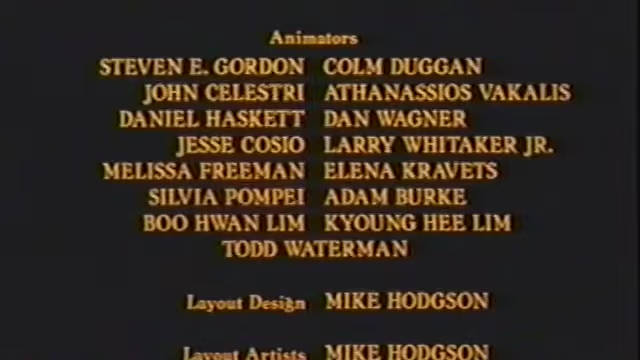 Animators
STEVEN E. GORDON COLM DUGGAN
JOHN CELESTRI ATHANASSIOS VAKALIS
DANIEL HASKETT DAN WAGNER
JESSE COSIO LARRY WHITAKER JR.
MELISSA FREEMAN ELENA KRAVETS
SILVIA POMPEI ADAM BURKE
BOO HWAN LIM KYOUNG HEE LIM
TODD WATERMAN
Layout Design MIKE HODGSON
Layout Artists MIKE HODGSON